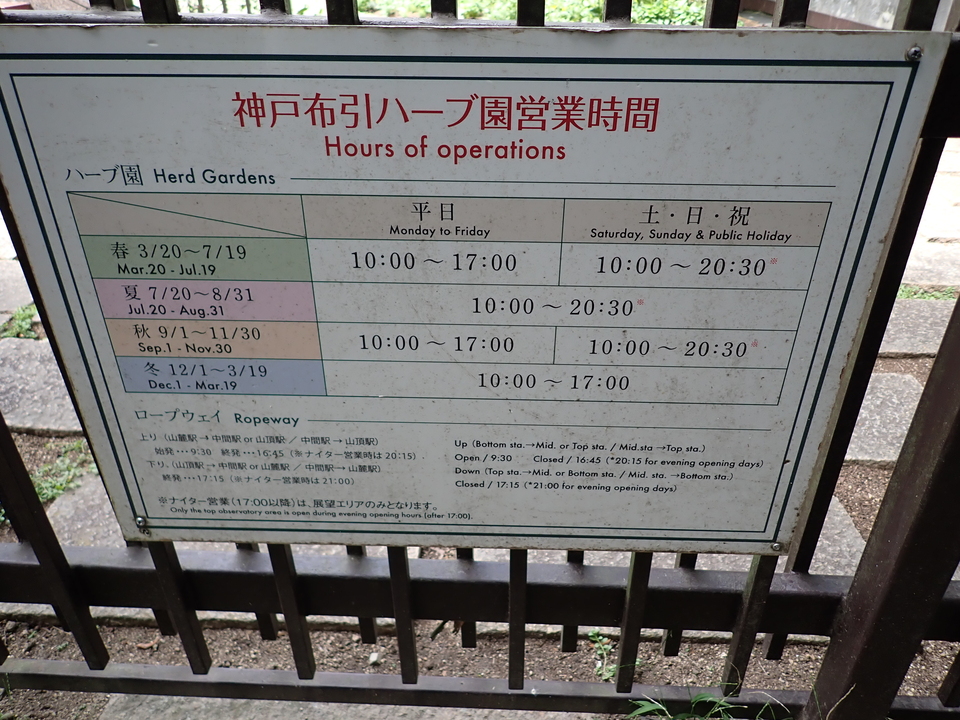 神戸布引ハーブ園営業時間
Hours of operations
ハーブ園 Herd Gardens
平日 土・日・祝
Monday to Friday Saturday, Sunday & Public Holiday
春 3/20～7/19
Mar.20 - Jul.19
10:00 ～ 17:00 10:00 ～ 20:30※
夏 7/20～8/31
Jul.20 - Aug.31
10:00 ～ 20:30※
秋 9/1～11/30
Sep.1 - Nov.30
10:00 ～ 17:00 10:00 ～ 20:30※
冬 12/1～3/19
Dec.1 - Mar.19
10:00 ～ 17:00
ロープウェイ Ropeway
上り（山麓駅→中間駅 or 山頂駅／中間駅→山頂駅）
始発･･･9:30 終発･･･16:45（※ナイター営業時は20:15）
下り（山頂駅→中間駅 or 山麓駅／中間駅→山麓駅）
終発･･･17:15（※ナイター営業時は21:00）
Up (Bottom sta.→Mid. or Top sta. / Mid.sta→Top sta.)
Open / 9:30 Closed / 16:45 (*20:15 for evening opening days)
Down (Top sta.→Mid. or Bottom sta. / Mid. sta. →Bottom sta.)
Closed / 17:15 (*21:00 for evening opening days)
※ナイター営業（17:00以降）は、展望エリアのみとなります。
Only the top observatory area is open during evening opening hours (after 17:00).